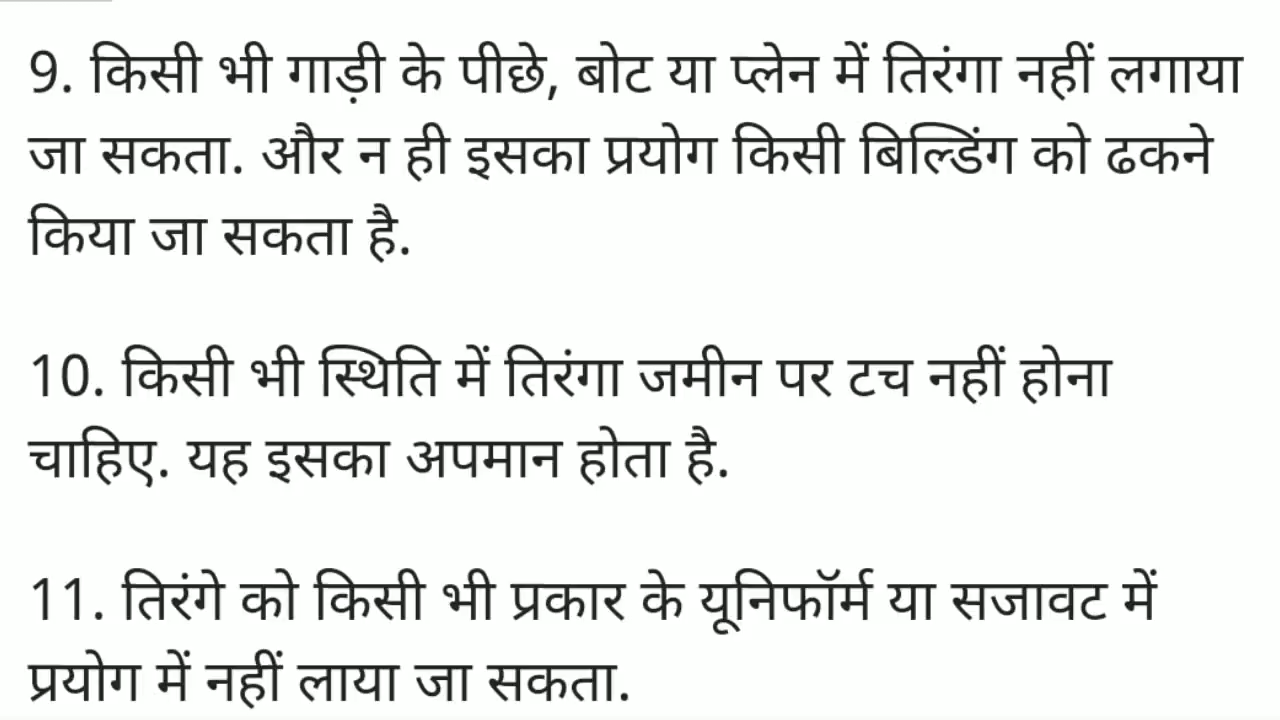 9. किसी भी गाड़ी के पीछे, बोट या प्लेन में तिरंगा नहीं लगाया
जा सकता. और न ही इसका प्रयोग किसी बिल्डिंग को ढकने
किया जा सकता है.
10. किसी भी स्थिति में तिरंगा जमीन पर टच नहीं होना
चाहिए. यह इसका अपमान होता है.
11. तिरंगे को किसी भी प्रकार के यूनिफॉर्म या सजावट में
प्रयोग में नहीं लाया जा सकता.